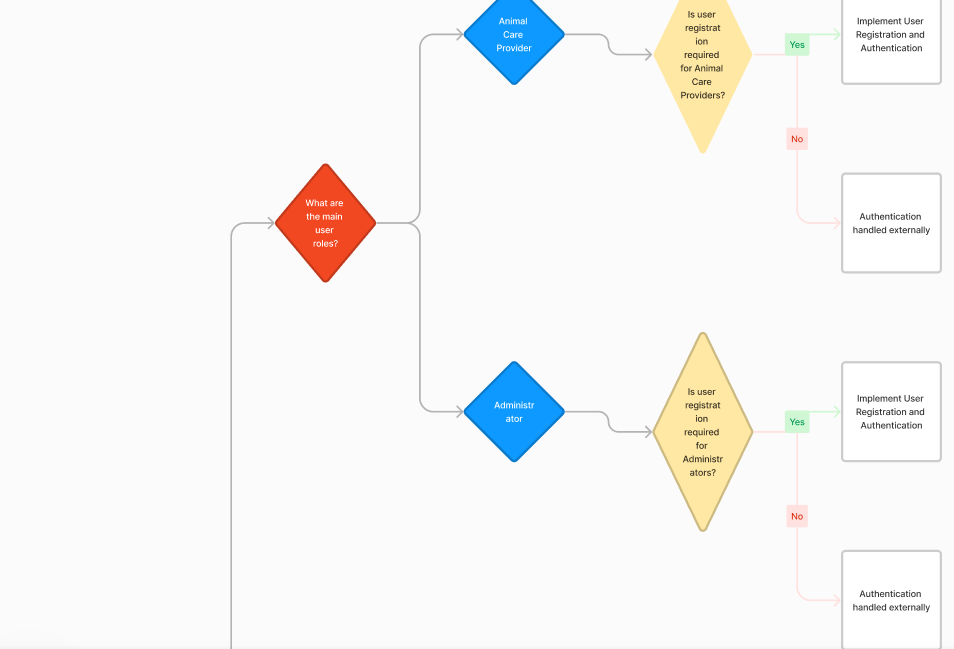 Animal
Care
Provider
Is user
registrat
ion
required
for Animal
Care
Providers?
Yes
Implement User
Registration and
Authentication
No
Authentication
handled externally
What are
the main
user
roles?
Administr
ator
Is user
registrat
ion
required
for
Administr
ators?
Yes
Implement User
Registration and
Authentication
No
Authentication
handled externally